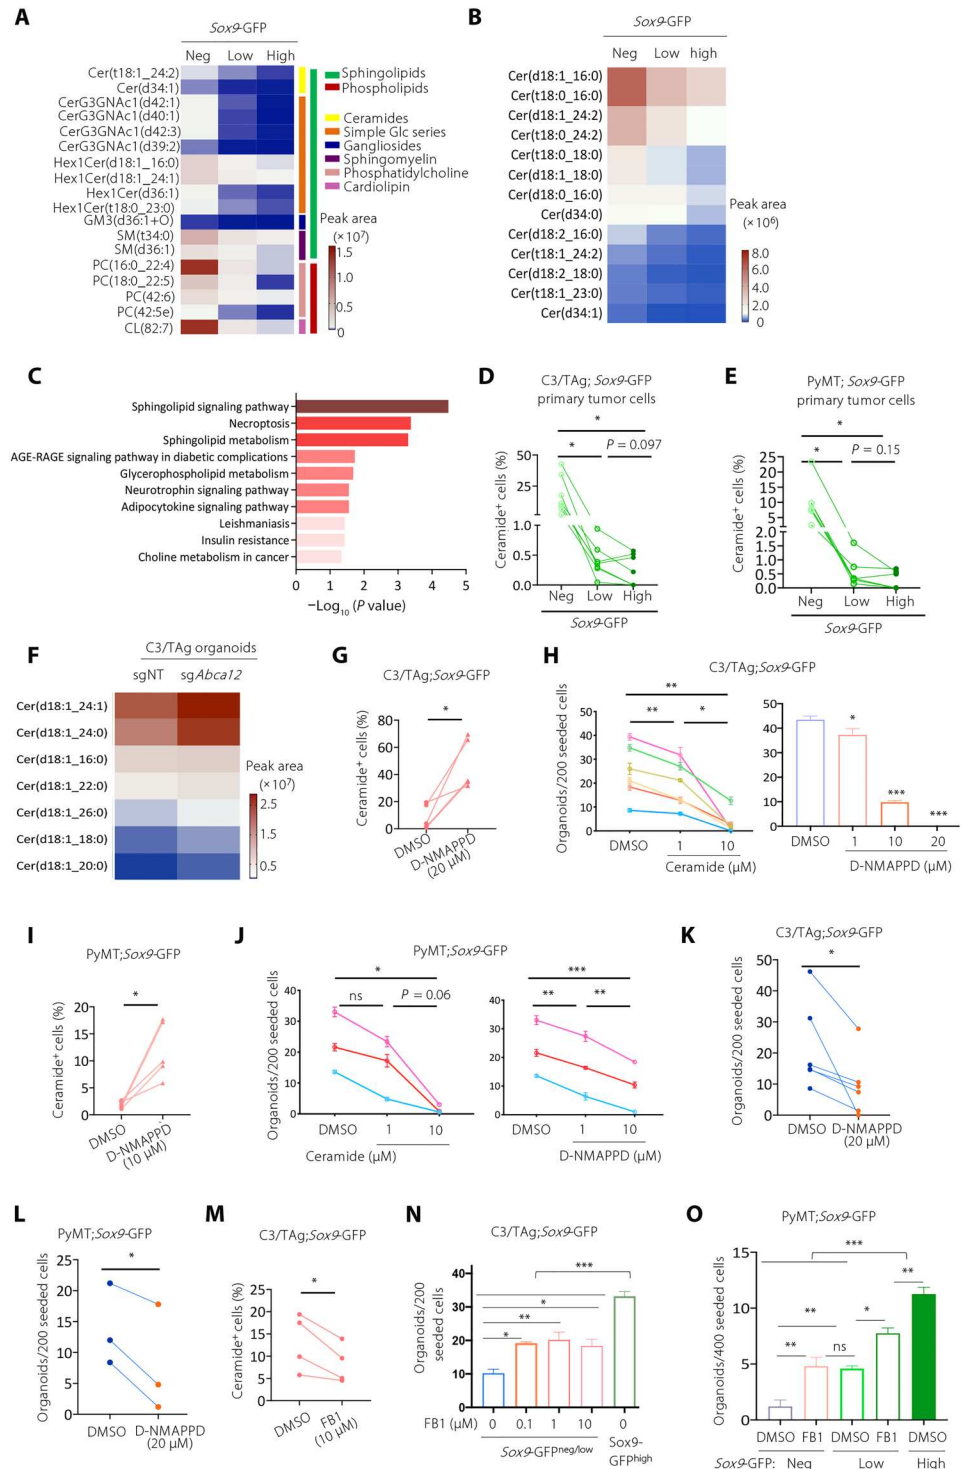 A
Sox9-GFP
Neg Low High
Cer(t18:1_24:2)
Cer(d34:1)
CerG3GNAc1(d42:1)
CerG3GNAc1(d40:1)
CerG3GNAc1(d42:3)
CerG3GNAc1(d39:2)
Hex1Cer(d18:1_16:0)
Hex1Cer(d18:1_24:1)
Hex1Cer(d36:1)
Hex1Cer(t18:0_23:0)
GM3(d36:1+O)
SM(t34:0)
SM(d36:1)
PC(16:0_22:4)
PC(18:0_22:5)
PC(42:6)
PC(42:5e)
CL(82:7)
Sphingolipids
Phospholipids
Ceramides
Simple Glc series
Gangliosides
Sphingomyelin
Phosphatidylcholine
Cardiolipin
Peak area
(×10⁷)
1.5
1.0
0.5
0
B
Sox9-GFP
Neg Low high
Cer(d18:1_16:0)
Cer(t18:0_16:0)
Cer(d18:1_24:2)
Cer(t18:0_24:2)
Cer(t18:0_18:0)
Cer(d18:1_18:0)
Cer(d18:0_16:0)
Cer(d34:0)
Cer(d18:2_16:0)
Cer(t18:1_24:2)
Cer(d18:2_18:0)
Cer(t18:1_23:0)
Cer(d34:1)
Peak area
(×10⁶)
8.0
6.0
4.0
2.0
0
C
Sphingolipid signaling pathway
Necroptosis
Sphingolipid metabolism
AGE-RAGE signaling pathway in diabetic complications
Glycerophospholipid metabolism
Neurotrophin signaling pathway
Adipocytokine signaling pathway
Leishmaniasis
Insulin resistance
Choline metabolism in cancer
0 1 2 3 4 5
−Log₁₀ (P value)
D
C3/TAg; Sox9-GFP
primary tumor cells
*
* P = 0.097
Ceramide⁺ cells (%)
50
25
1.0
0.5
0.0
Neg Low High
Sox9-GFP
E
PyMT; Sox9-GFP
primary tumor cells
*
* P = 0.15
Ceramide⁺ cells (%)
25
20
15
10
5
2.0
1.5
1.0
0.5
0.0
Neg Low High
Sox9-GFP
F
C3/TAg organoids
sgNT sgAbca12
Cer(d18:1_24:1)
Cer(d18:1_24:0)
Cer(d18:1_16:0)
Cer(d18:1_22:0)
Cer(d18:1_26:0)
Cer(d18:1_18:0)
Cer(d18:1_20:0)
Peak area
(×10⁷)
2.5
1.5
0.5
G
C3/TAg;Sox9-GFP
*
Ceramide⁺ cells (%)
80
60
40
20
0
DMSO
D-NMAPPD
(20 μM)
H
C3/TAg;Sox9-GFP
**
** *
Organoids/200 seeded cells
50
40
30
20
10
0
DMSO 1 10
Ceramide (μM)
50
40
30
20
10
0
*
***
***
DMSO 1 10 20
D-NMAPPD (μM)
I
PyMT;Sox9-GFP
*
Ceramide⁺ cells (%)
20
15
10
5
0
DMSO
D-NMAPPD
(10 μM)
J
PyMT;Sox9-GFP
*
ns P = 0.06
Organoids/200 seeded cells
40
30
20
10
0
DMSO 1 10
Ceramide (μM)
***
** **
40
30
20
10
0
DMSO 1 10
D-NMAPPD (μM)
K
C3/TAg;Sox9-GFP
*
Organoids/200 seeded cells
50
40
30
20
10
0
DMSO D-NMAPPD
(20 μM)
L
PyMT;Sox9-GFP
*
Organoids/200 seeded cells
25
20
15
10
5
0
DMSO D-NMAPPD
(20 μM)
M
C3/TAg;Sox9-GFP
*
Ceramide⁺ cells (%)
25
20
15
10
5
0
DMSO FB1
(10 μM)
N
C3/TAg;Sox9-GFP
***
*
**
*
Organoids/200
seeded cells
40
30
20
10
0
FB1 (μM) 0 0.1 1 10 0
Sox9-GFPneg/low
Sox9-
GFPhigh
O
PyMT;Sox9-GFP
***
**
** *
** ns
Organoids/400 seeded cells
15
10
5
0
DMSO FB1 DMSO FB1 DMSO
Sox9-GFP: Neg Low High